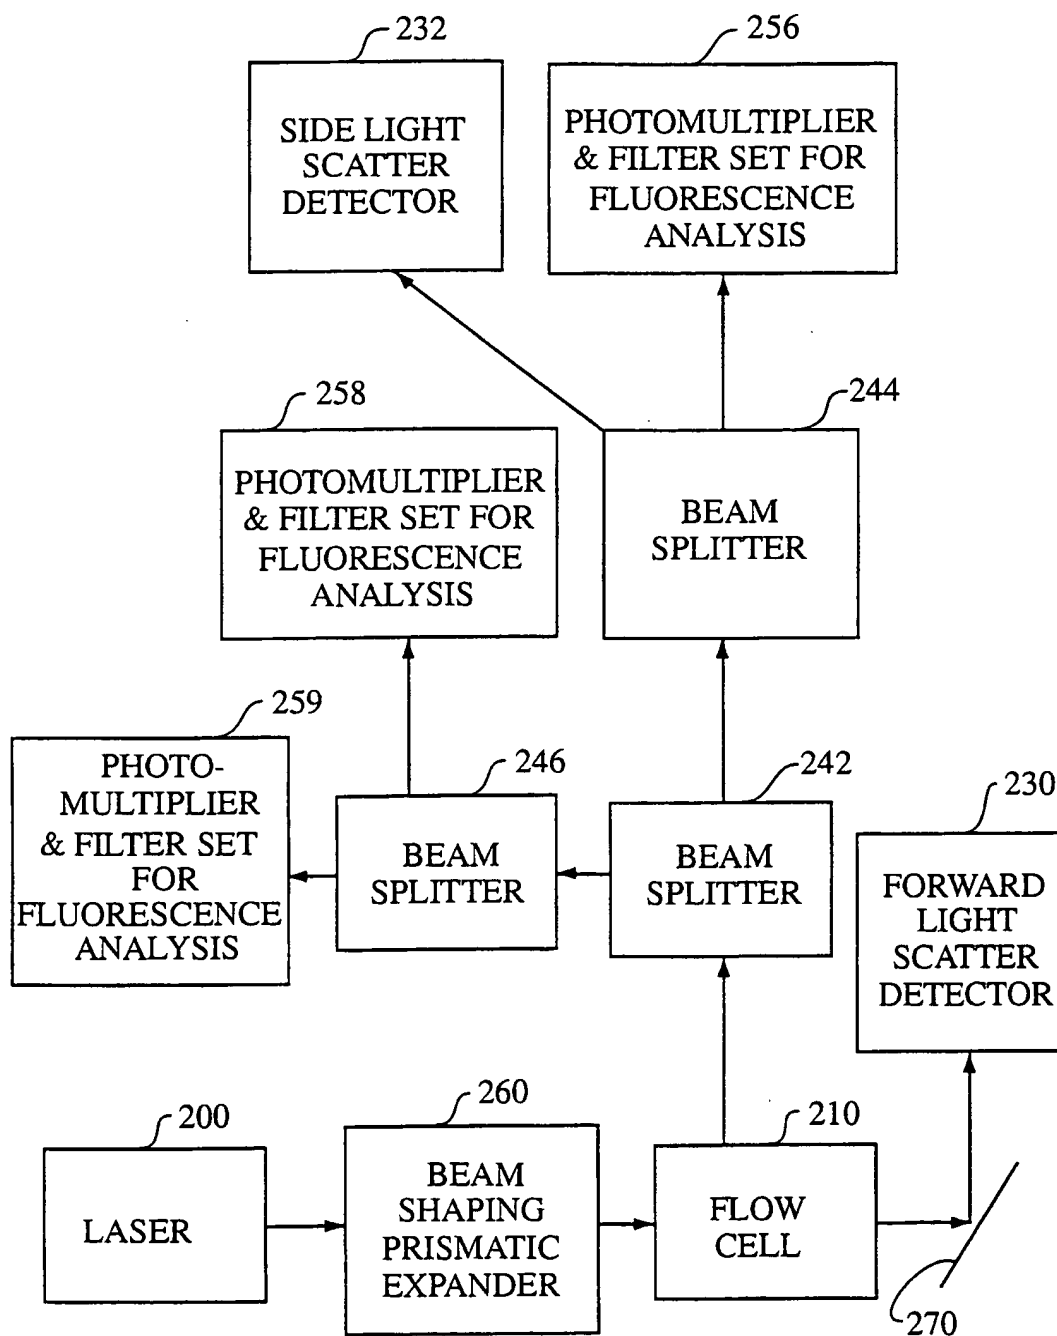 232
SIDE LIGHT
SCATTER
DETECTOR
256
PHOTOMULTIPLIER
& FILTER SET FOR
FLUORESCENCE
ANALYSIS
258
PHOTOMULTIPLIER
& FILTER SET FOR
FLUORESCENCE
ANALYSIS
244
BEAM
SPLITTER
259
PHOTO-
MULTIPLIER
& FILTER SET
FOR
FLUORESCENCE
ANALYSIS
246
BEAM
SPLITTER
242
BEAM
SPLITTER
230
FORWARD
LIGHT
SCATTER
DETECTOR
200
LASER
260
BEAM
SHAPING
PRISMATIC
EXPANDER
210
FLOW
CELL
270